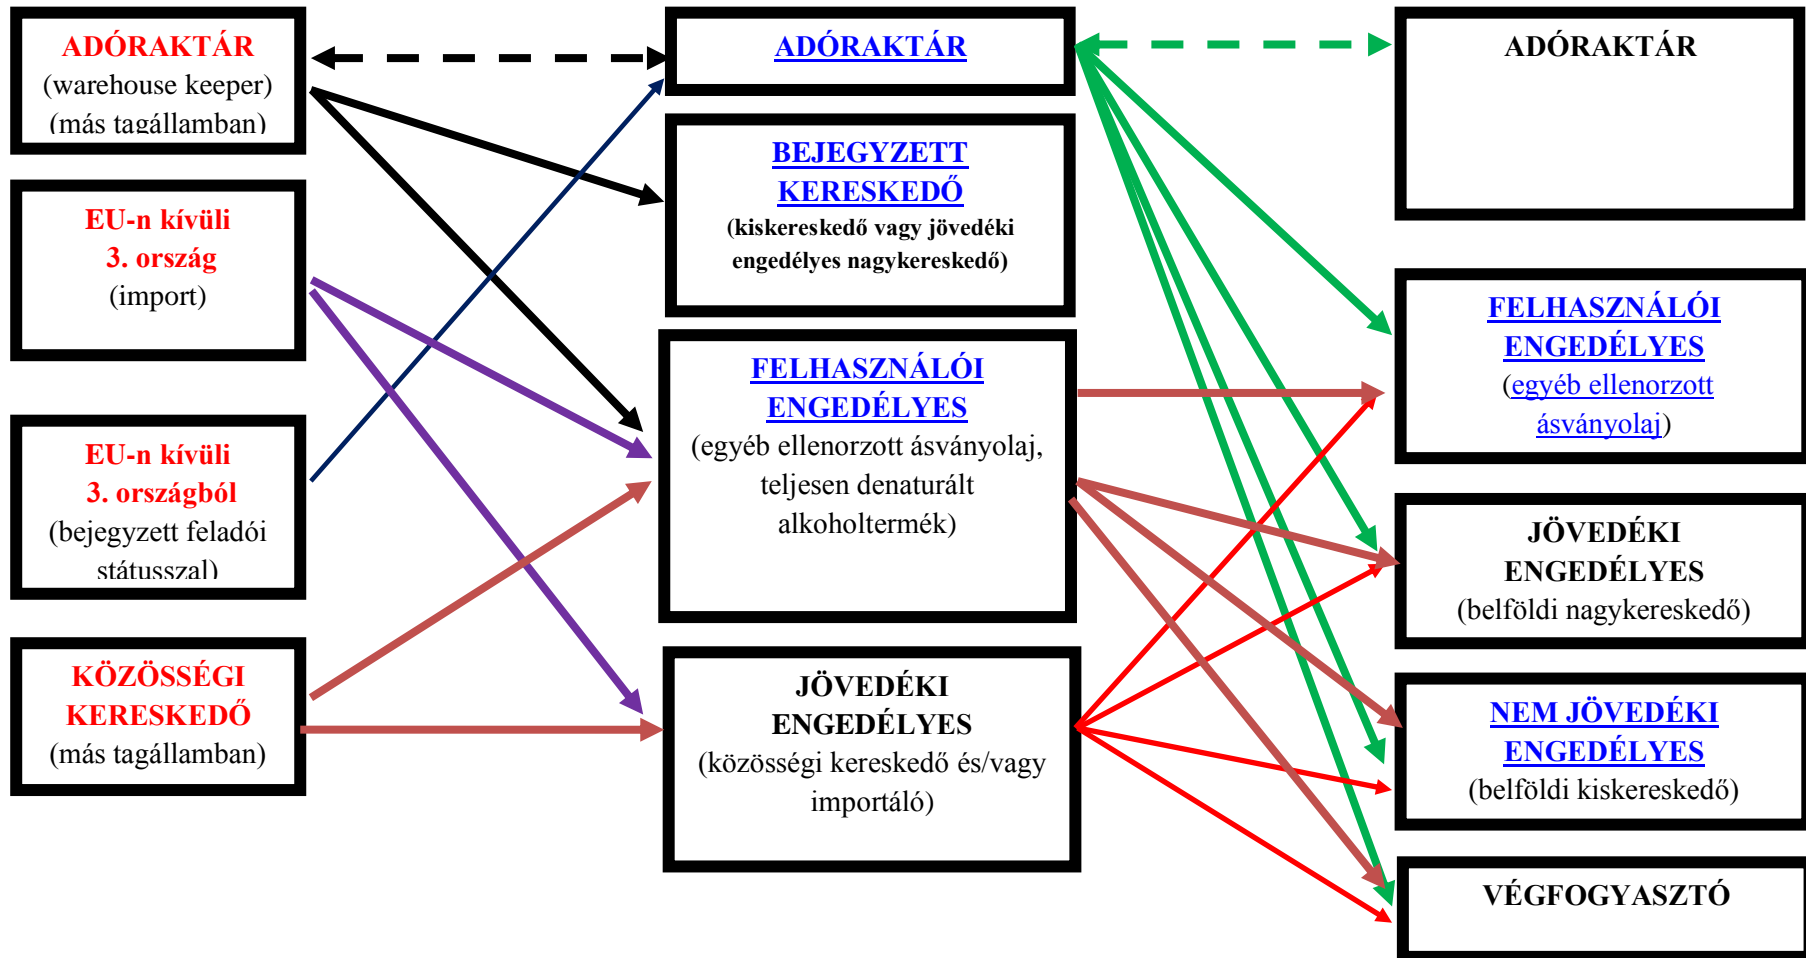 ADÓRAKTÁR
(warehouse keeper)
(más tagállamban)
EU-n kívüli
3. ország
(import)
EU-n kívüli
3. országból
(bejegyzett feladói
státusszal)
KÖZÖSSÉGI
KERESKEDŐ
(más tagállamban)
ADÓRAKTÁR
BEJEGYZETT
KERESKEDŐ
(kiskereskedő vagy jövedéki
engedélyes nagykereskedő)
FELHASZNÁLÓI
ENGEDÉLYES
(egyéb ellenorzott ásványolaj,
teljesen denaturált
alkoholtermék)
JÖVEDÉKI
ENGEDÉLYES
(közösségi kereskedő és/vagy
importáló)
ADÓRAKTÁR
FELHASZNÁLÓI
ENGEDÉLYES
(egyéb ellenorzott
ásványolaj)
JÖVEDÉKI
ENGEDÉLYES
(belföldi nagykereskedő)
NEM JÖVEDÉKI
ENGEDÉLYES
(belföldi kiskereskedő)
VÉGFOGYASZTÓ